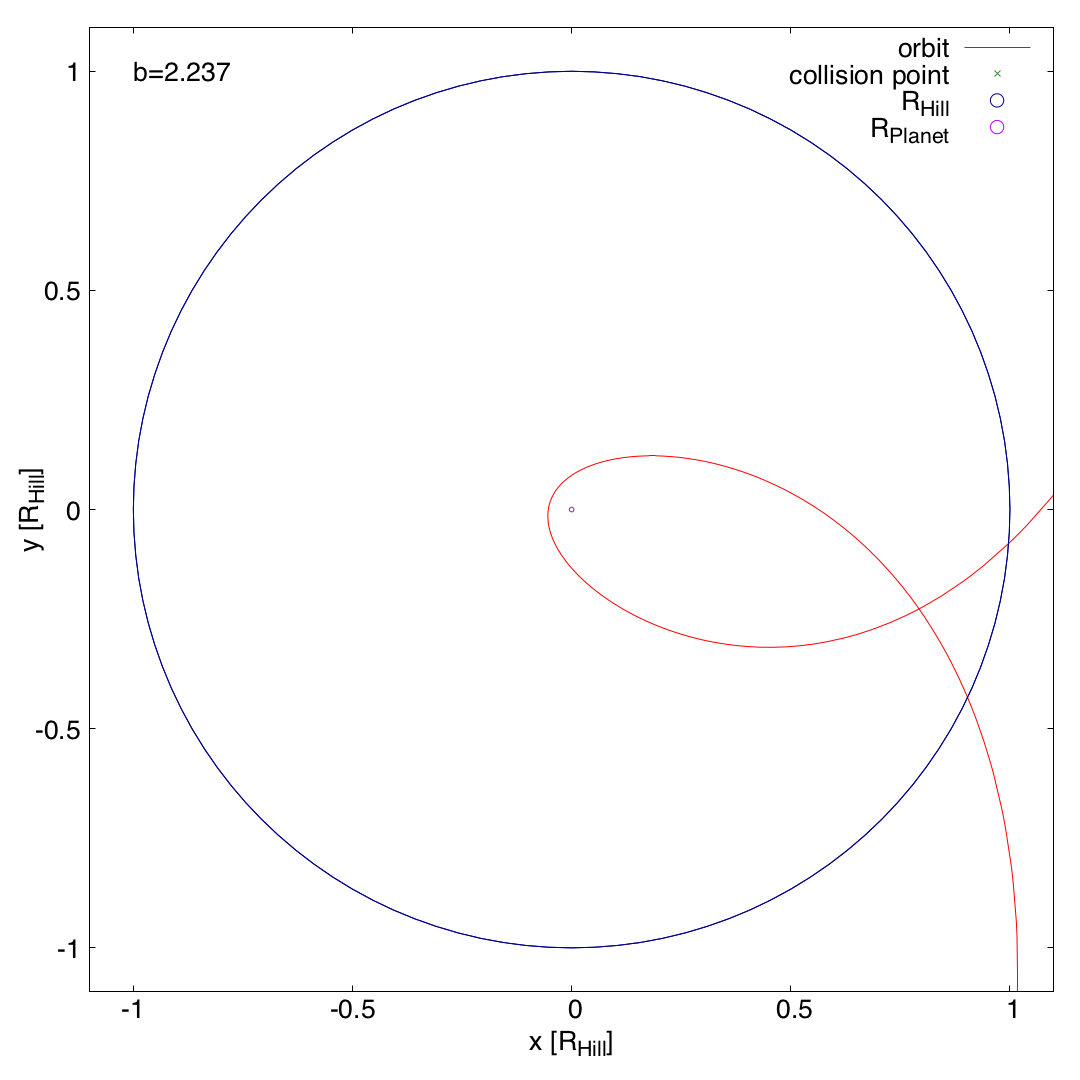 b=2.237
orbit
collision point
R_Hill
R_Planet
1
0.5
0
-0.5
-1
y [R_Hill]
-1
-0.5
0
0.5
1
x [R_Hill]